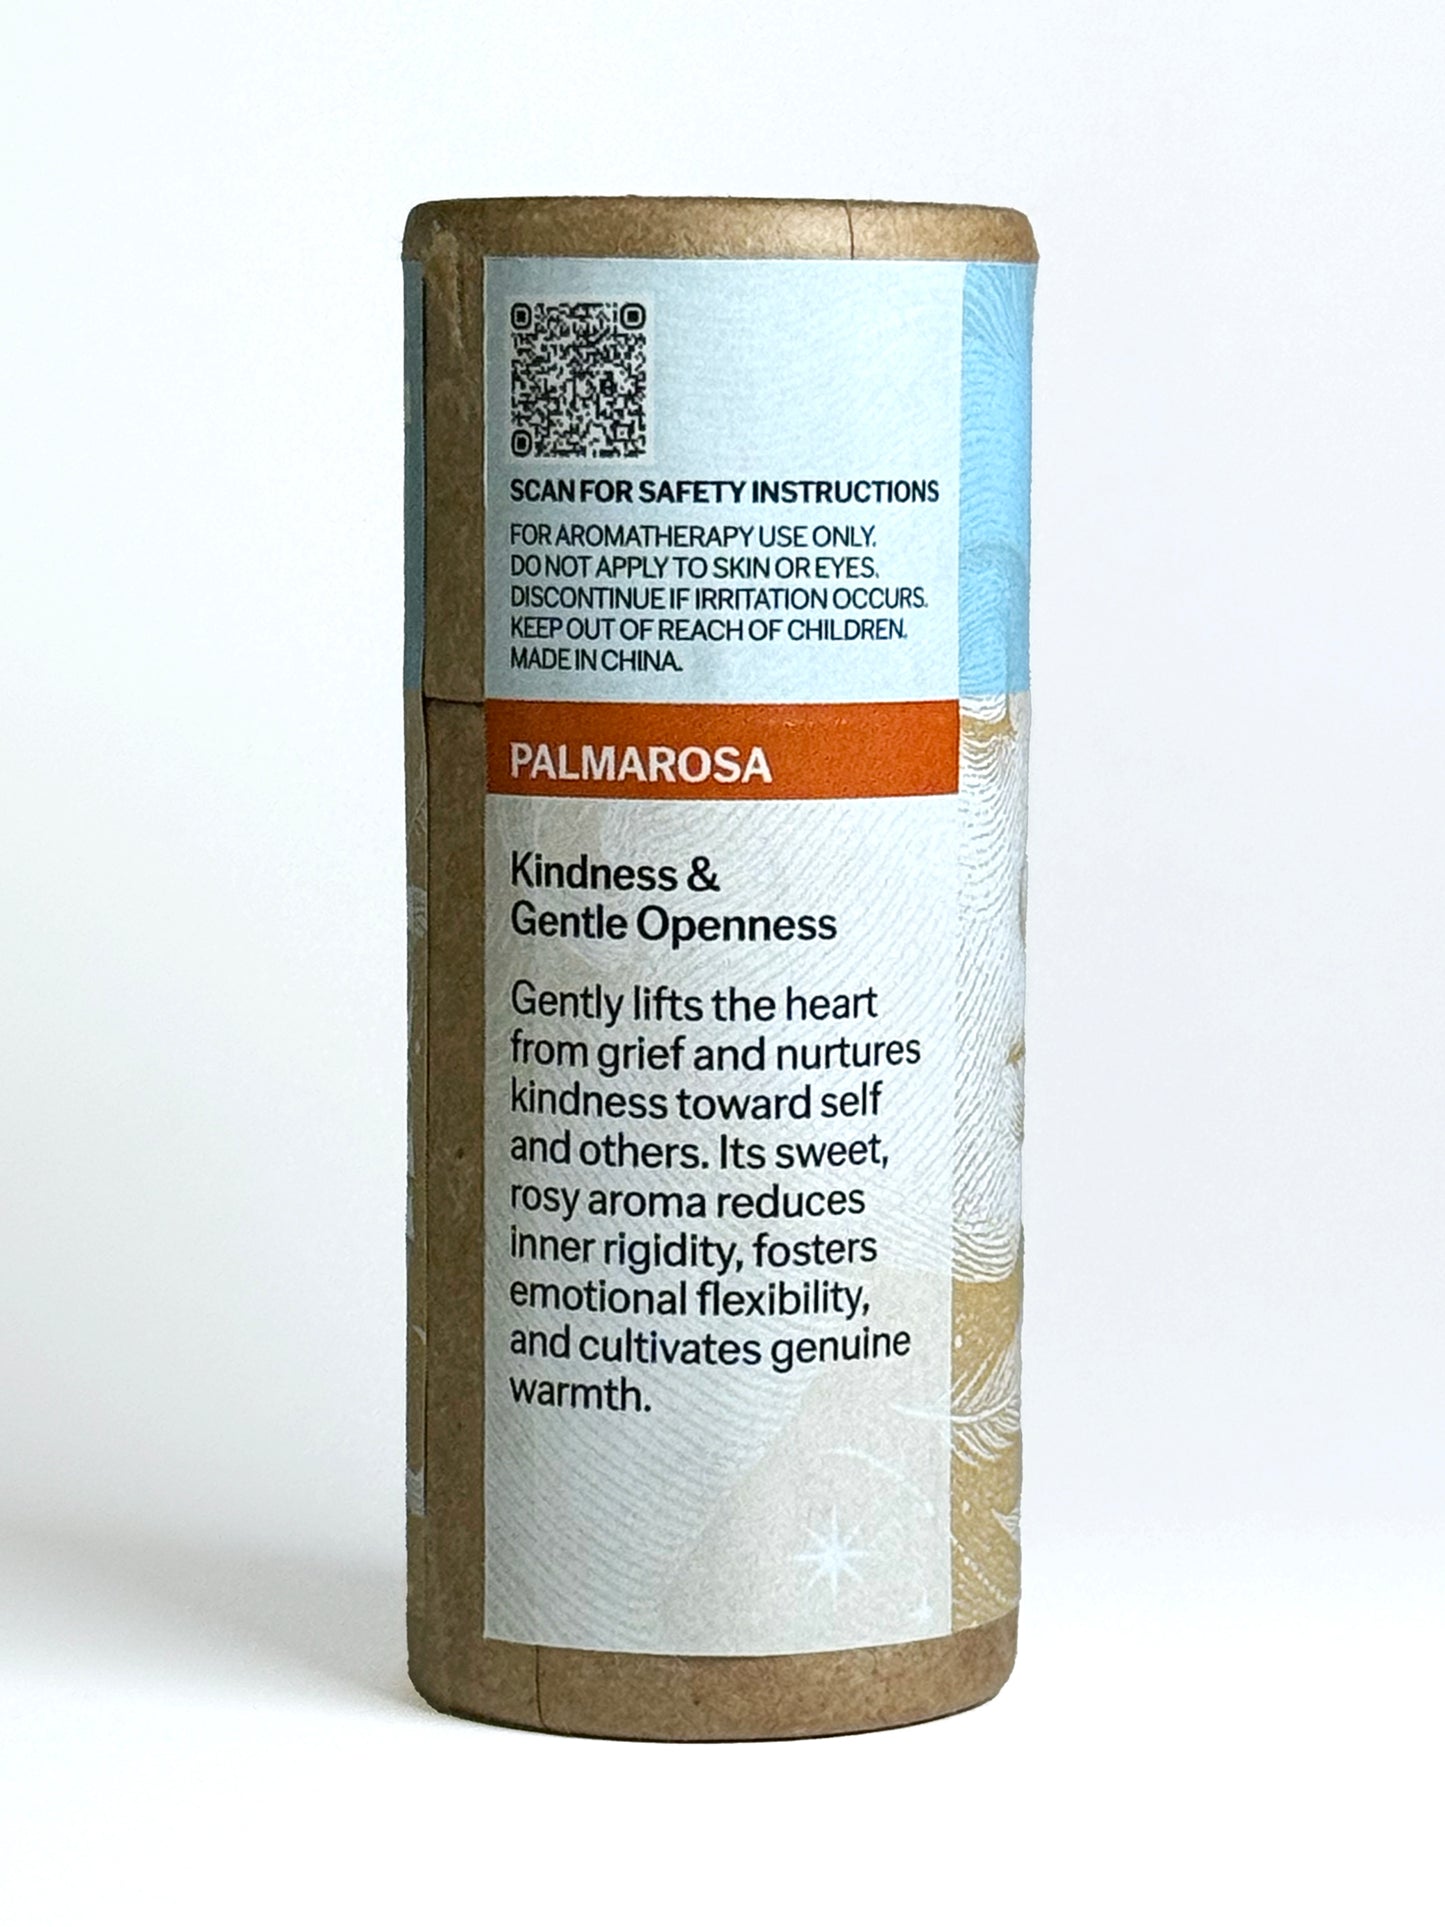 SCAN FOR SAFETY INSTRUCTIONS
FOR AROMATHERAPY USE ONLY.
DO NOT APPLY TO SKIN OR EYES.
DISCONTINUE IF IRRITATION OCCURS.
KEEP OUT OF REACH OF CHILDREN.
MADE IN CHINA.
PALMAROSA
Kindness &
Gentle Openness
Gently lifts the heart
from grief and nurtures
kindness toward self
and others. Its sweet,
rosy aroma reduces
inner rigidity, fosters
emotional flexibility,
and cultivates genuine
warmth.